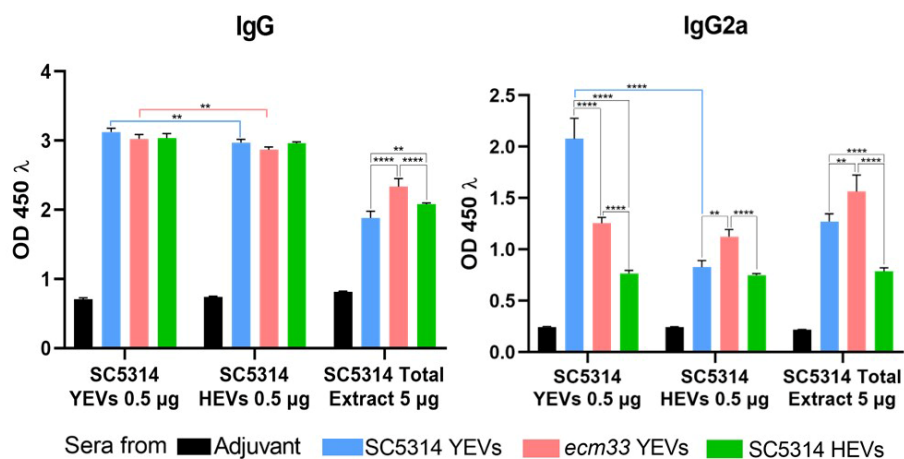 IgG
IgG2a
OD 450 λ
4
3
2
1
0
**
**
**
****
****
SC5314
YEVs 0.5 µg
SC5314
HEVs 0.5 µg
SC5314 Total
Extract 5 µg
OD 450 λ
2.5
2.0
1.5
1.0
0.5
0.0
****
****
****
****
**
****
****
**
****
SC5314
YEVs 0.5 µg
SC5314
HEVs 0.5 µg
SC5314 Total
Extract 5 µg
Sera from Adjuvant SC5314 YEVs ecm33 YEVs SC5314 HEVs